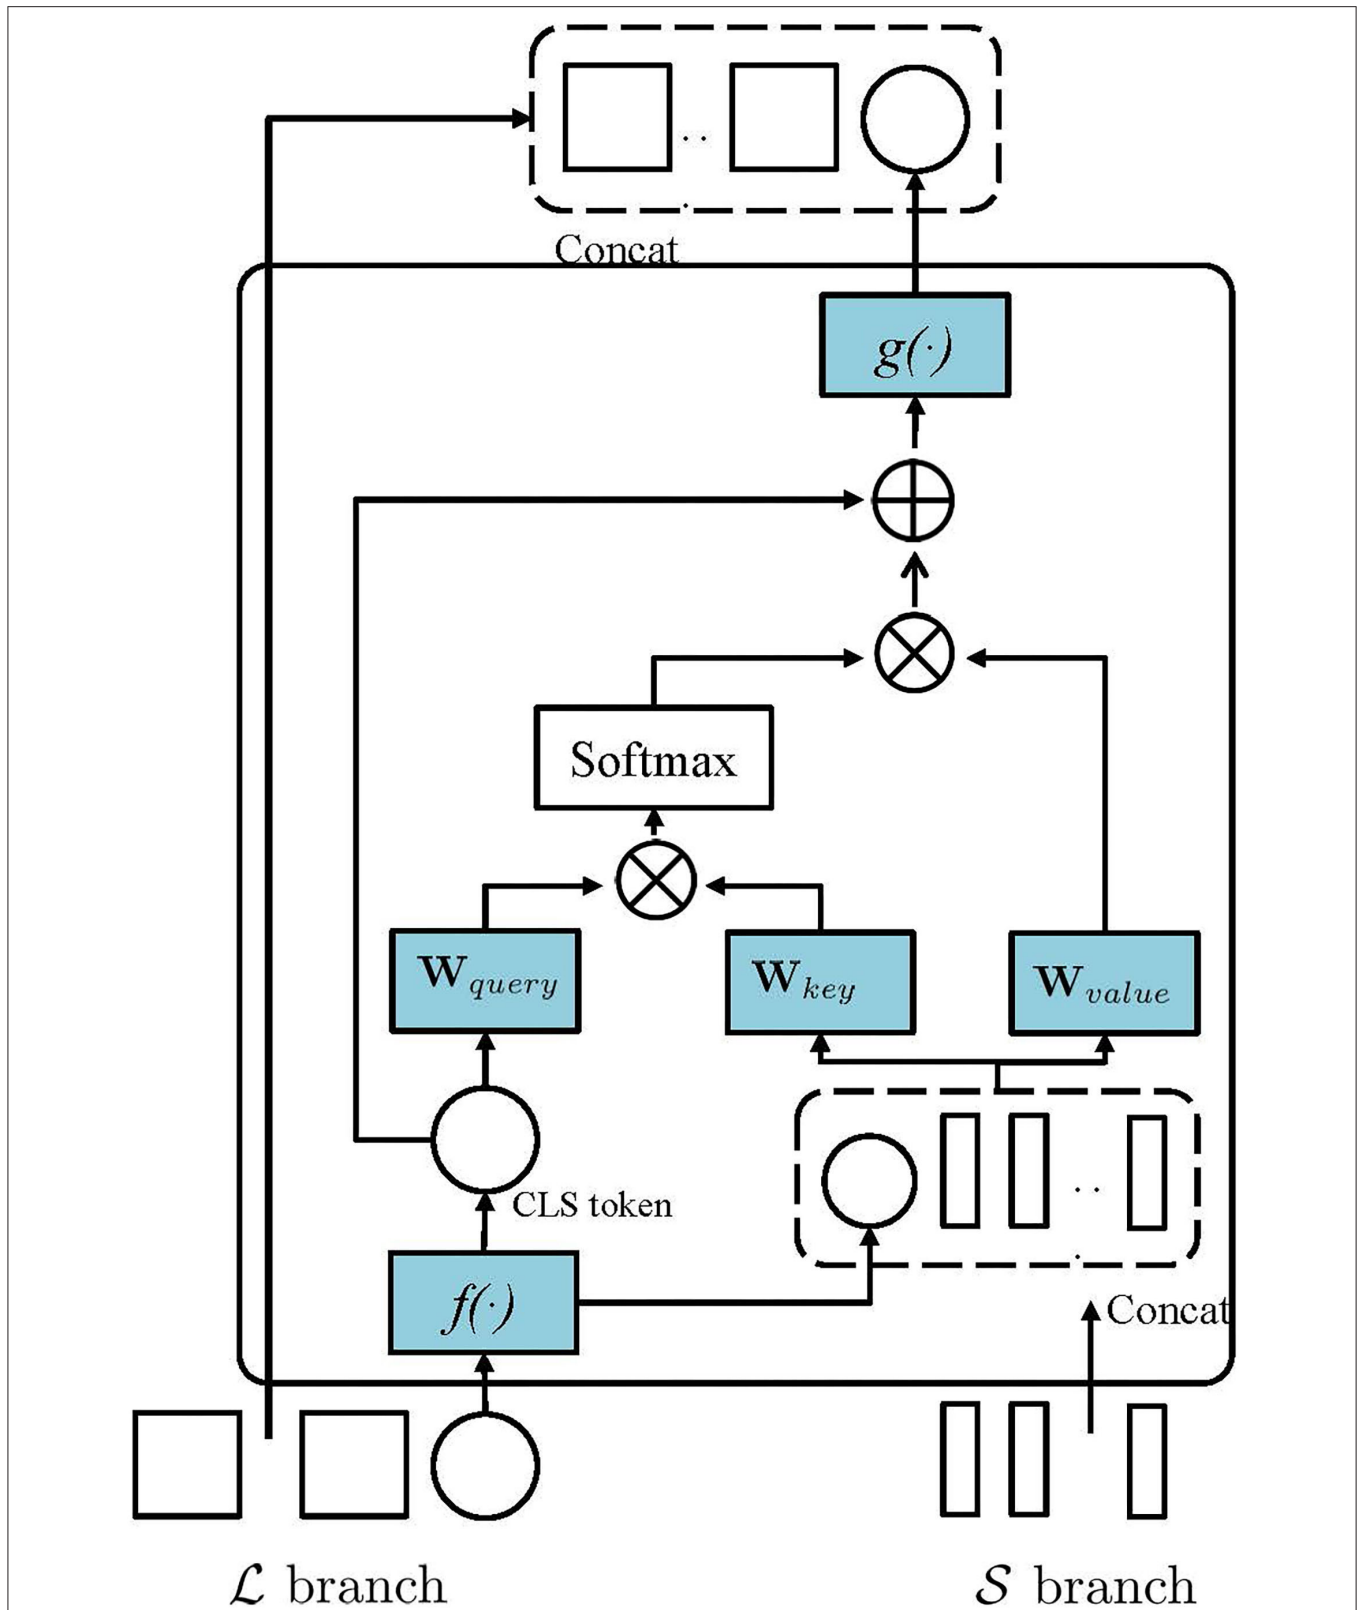 Concat
g(·)
Softmax
W_query
W_key
W_value
CLS token
f(·)
Concat
ℒ branch
𝒮 branch